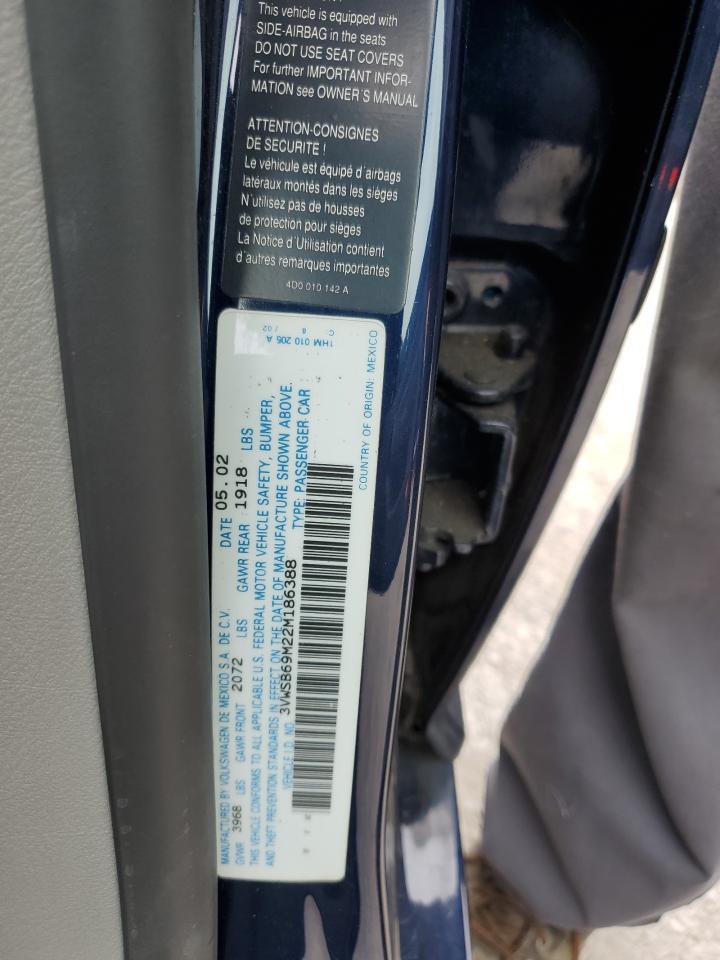 This vehicle is equipped with
SIDE-AIRBAG in the seats
DO NOT USE SEAT COVERS
For further IMPORTANT INFOR-
MATION see OWNER'S MANUAL
ATTENTION-CONSIGNES
DE SECURITE !
Le véhicule est équipé d'airbags
latéraux montés dans les sièges
N'utilisez pas de housses
de protection pour sièges
La Notice d'Utilisation contient
d'autres remarques importantes
4D0 010 142 A
MANUFACTURED BY VOLKSWAGEN DE MEXICO S.A. DE C.V. DATE 05.02
GVWR 3968 LBS GAWR FRONT 2072 LBS GAWR REAR 1918 LBS
THIS VEHICLE CONFORMS TO ALL APPLICABLE U.S. FEDERAL MOTOR VEHICLE SAFETY, BUMPER,
AND THEFT PREVENTION STANDARDS IN EFFECT ON THE DATE OF MANUFACTURE SHOWN ABOVE.
VEHICLE I.D. NO. 3VWSB69M22M186388 TYPE: PASSENGER CAR
COUNTRY OF ORIGIN: MEXICO
1HM 010 205 A
C. 8 / 02